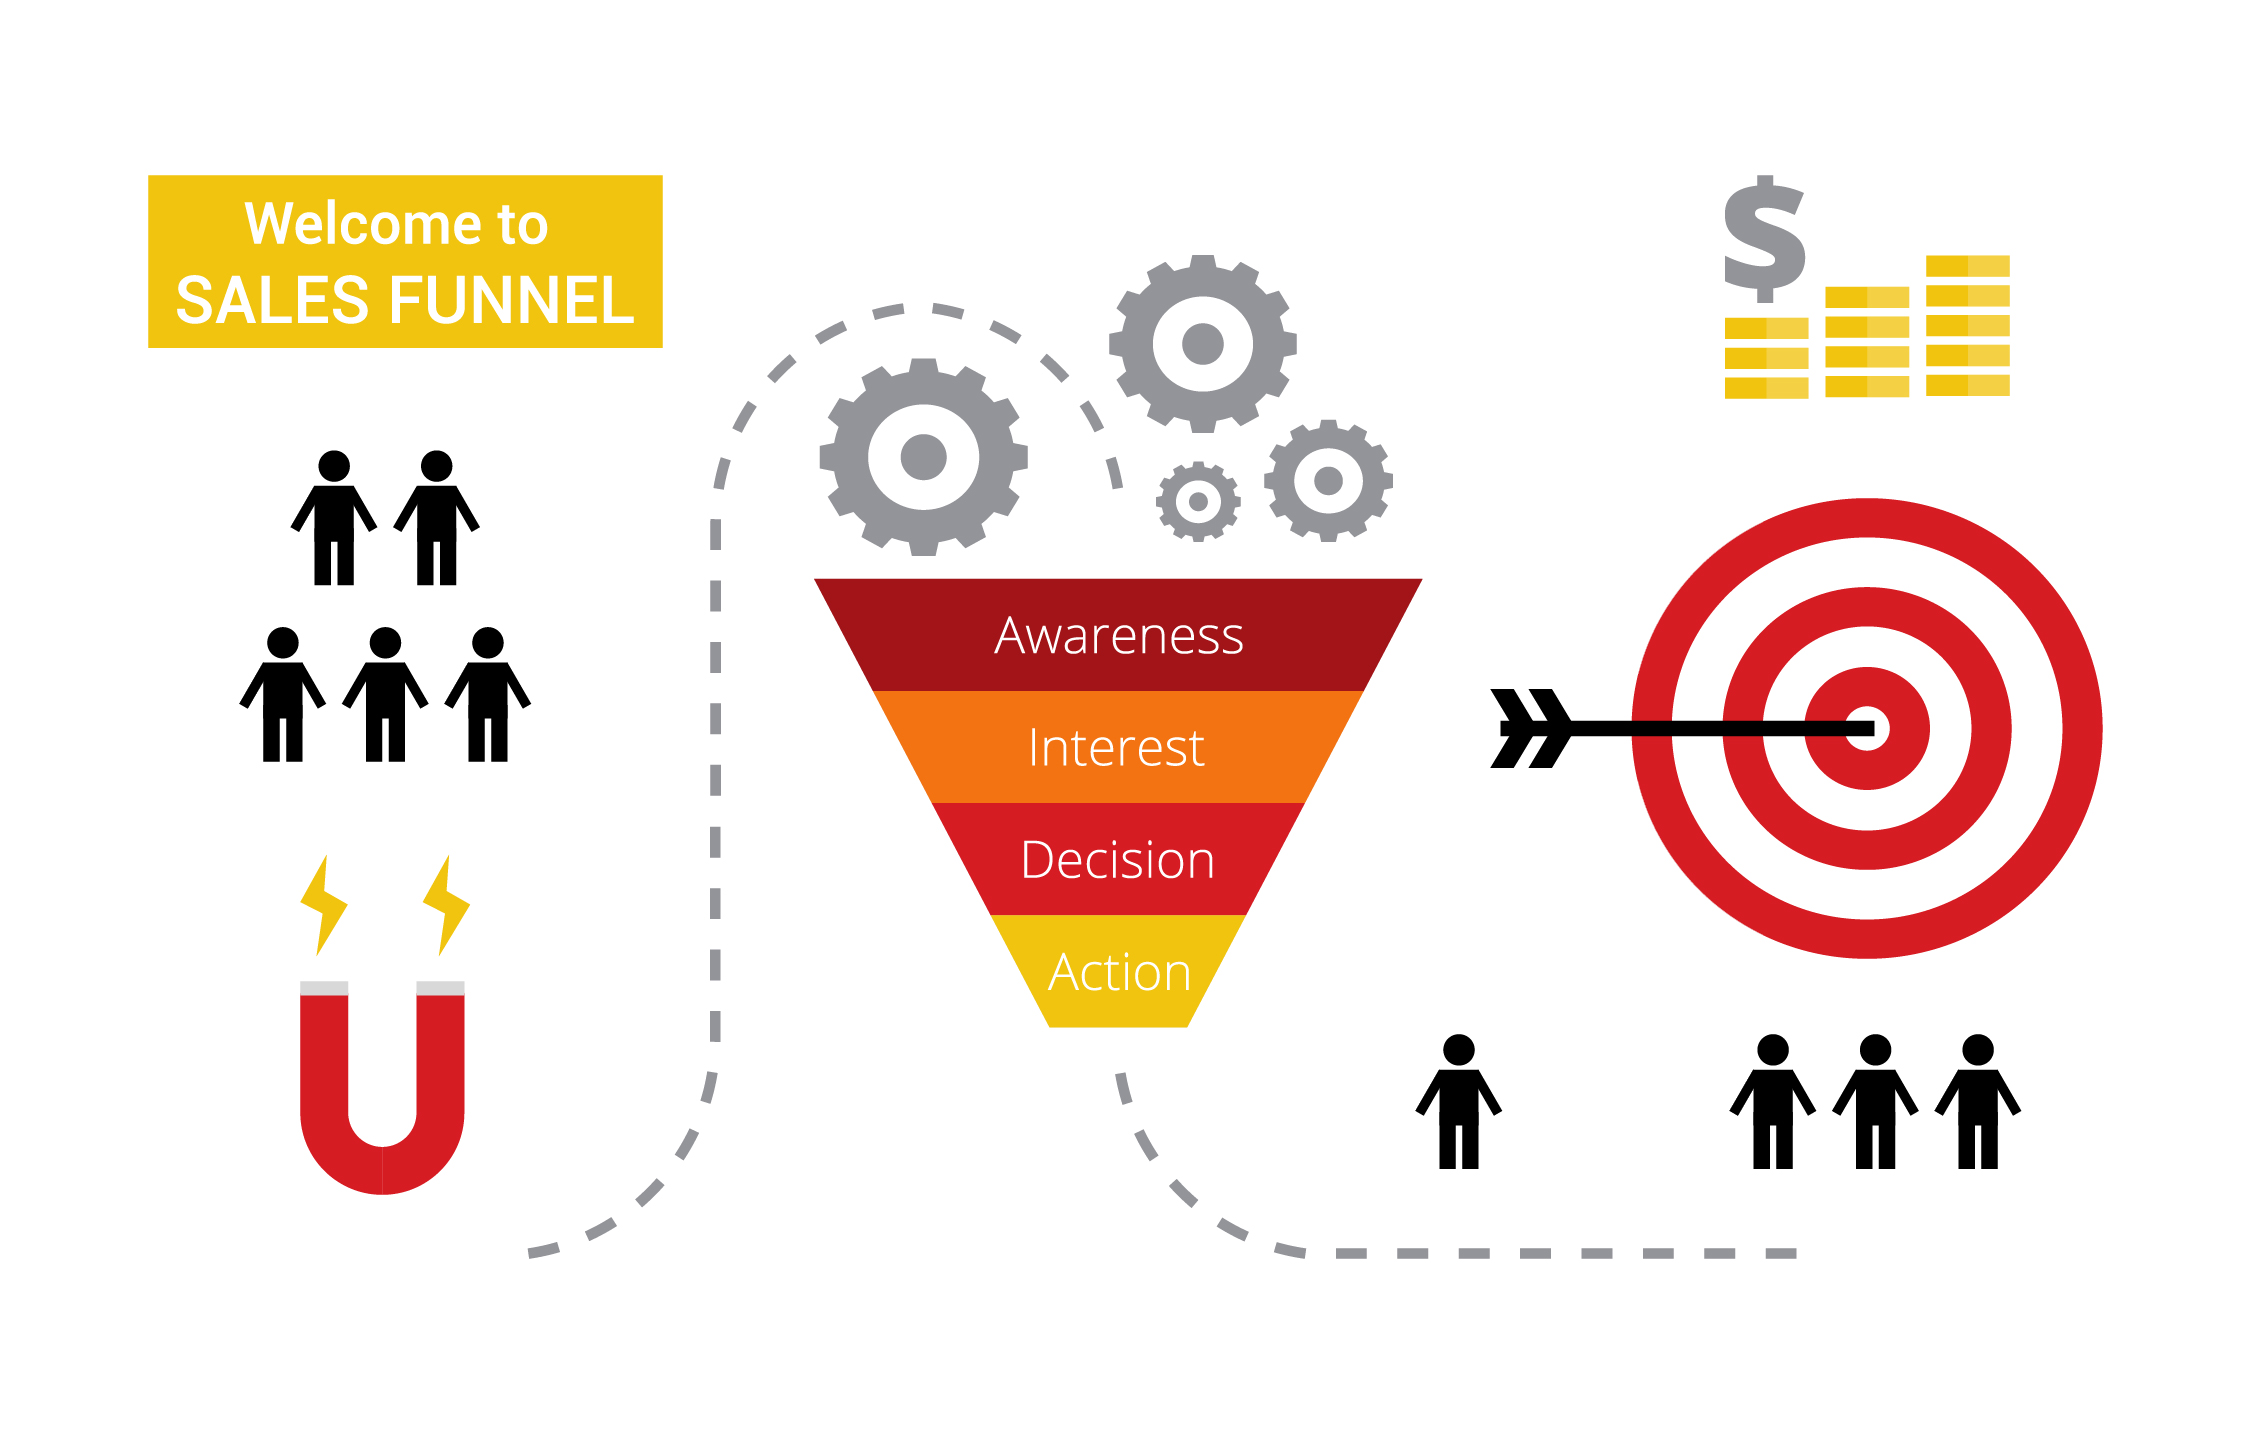 Welcome to
SALES FUNNEL
$
Awareness
Interest
Decision
Action